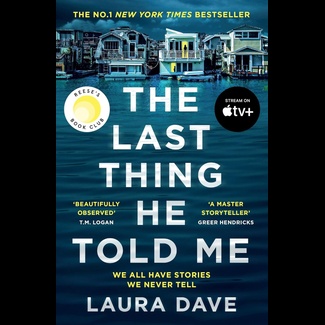 THE NO.1 NEW YORK TIMES BESTSELLER
REESE'S
BOOK CLUB
STREAM ON
tv+
THE
LAST
THING
HE
TOLD ME
'BEAUTIFULLY
OBSERVED'
T.M. LOGAN
'A MASTER
STORYTELLER'
GREER HENDRICKS
WE ALL HAVE STORIES
WE NEVER TELL
LAURA DAVE